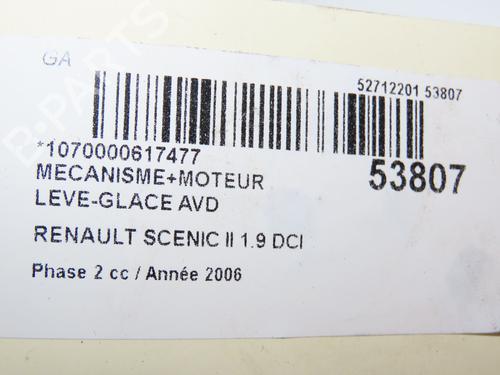 GA
52712201 53807
*1070000617477
53807
MECANISME+MOTEUR
LEVE-GLACE AVD
RENAULT SCENIC II 1.9 DCI
Phase 2 cc / Année 2006
B-PARTS